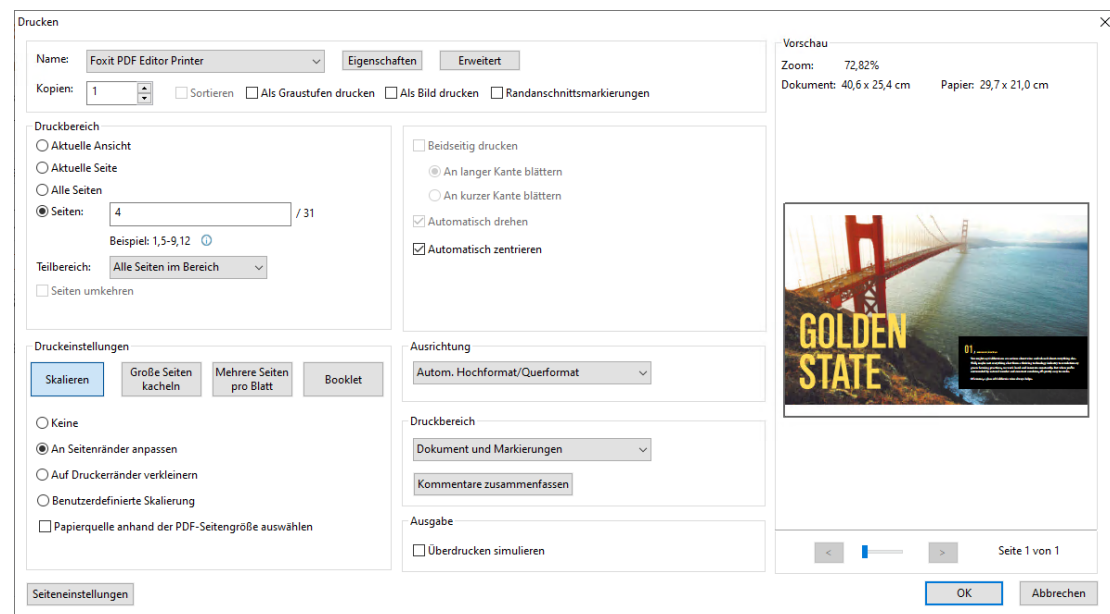 Drucken
Name: Foxit PDF Editor Printer Eigenschaften Erweitert
Kopien: 1 Sortieren Als Graustufen drucken Als Bild drucken Randanschnittsmarkierungen
Druckbereich
Aktuelle Ansicht
Aktuelle Seite
Alle Seiten
Seiten: 4 / 31
Beispiel: 1,5-9,12
Teilbereich: Alle Seiten im Bereich
Seiten umkehren
Beidseitig drucken
An langer Kante blättern
An kurzer Kante blättern
Automatisch drehen
Automatisch zentrieren
Druckeinstellungen
Skalieren
Große Seiten
kacheln
Mehrere Seiten
pro Blatt
Booklet
Keine
An Seitenränder anpassen
Auf Druckerränder verkleinern
Benutzerdefinierte Skalierung
Papierquelle anhand der PDF-Seitengröße auswählen
Ausrichtung
Autom. Hochformat/Querformat
Druckbereich
Dokument und Markierungen
Kommentare zusammenfassen
Ausgabe
Überdrucken simulieren
Vorschau
Zoom: 72,82%
Dokument: 40,6 x 25,4 cm Papier: 29,7 x 21,0 cm
GOLDEN
STATE
01
< > Seite 1 von 1
Seiteneinstellungen
OK Abbrechen